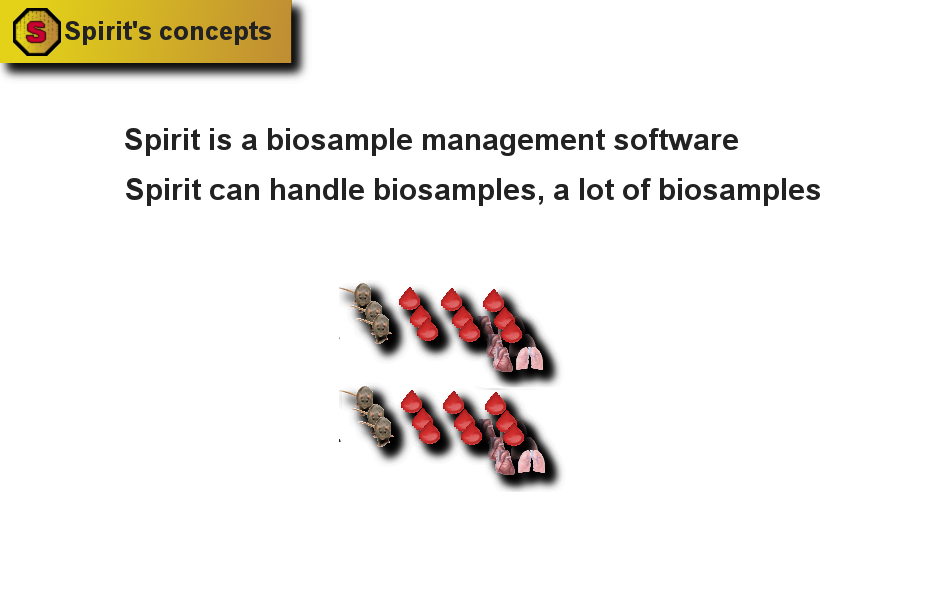 S Spirit's concepts
Spirit is a biosample management software
Spirit can handle biosamples, a lot of biosamples